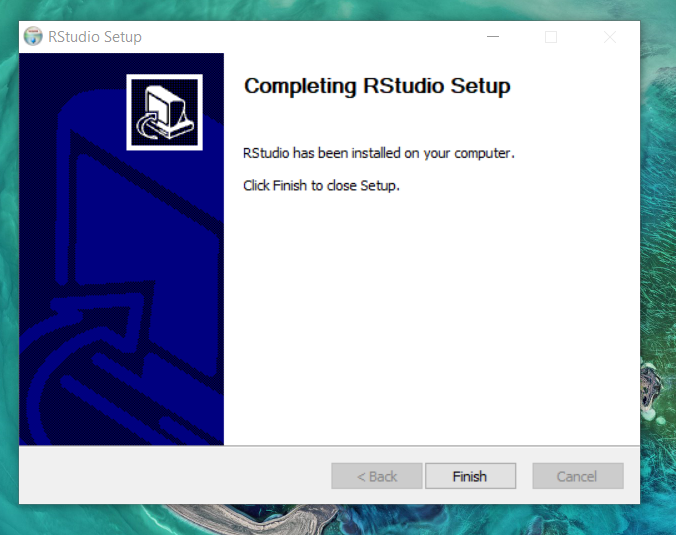 RStudio Setup
Completing RStudio Setup
RStudio has been installed on your computer.
Click Finish to close Setup.
< Back
Finish
Cancel